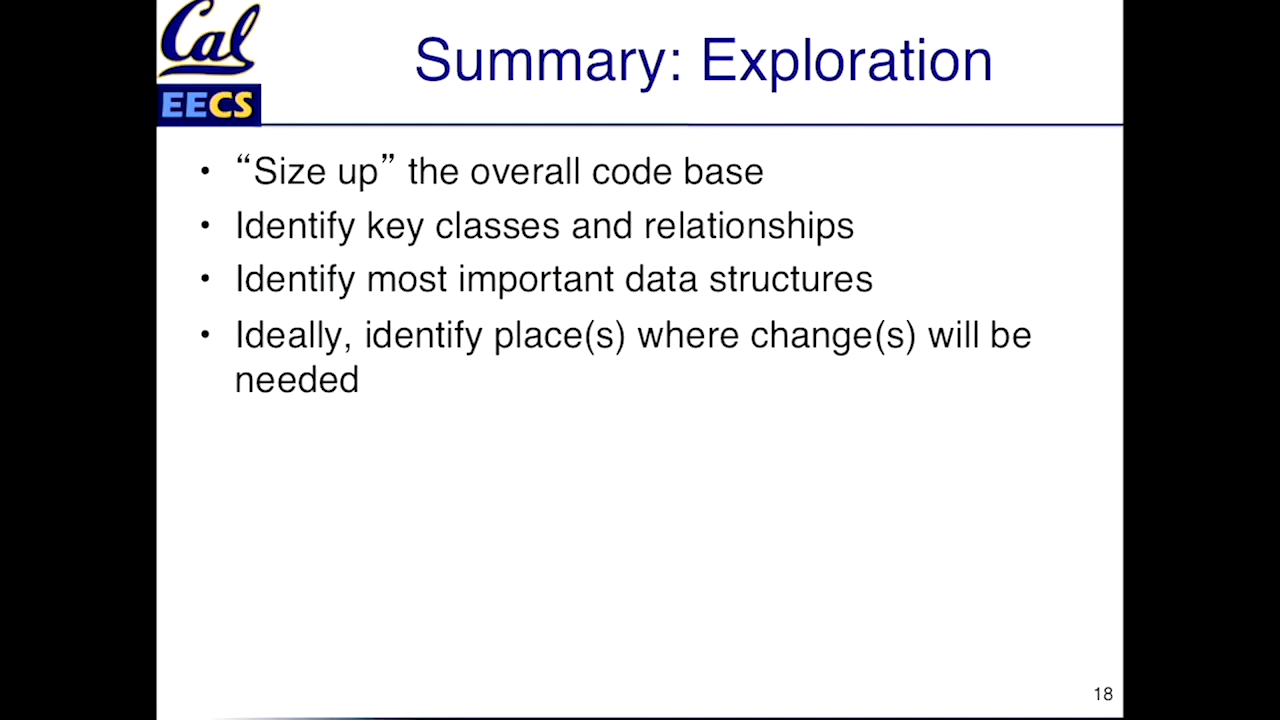 Cal
EECS
Summary: Exploration
• “Size up” the overall code base
• Identify key classes and relationships
• Identify most important data structures
• Ideally, identify place(s) where change(s) will be
needed
18